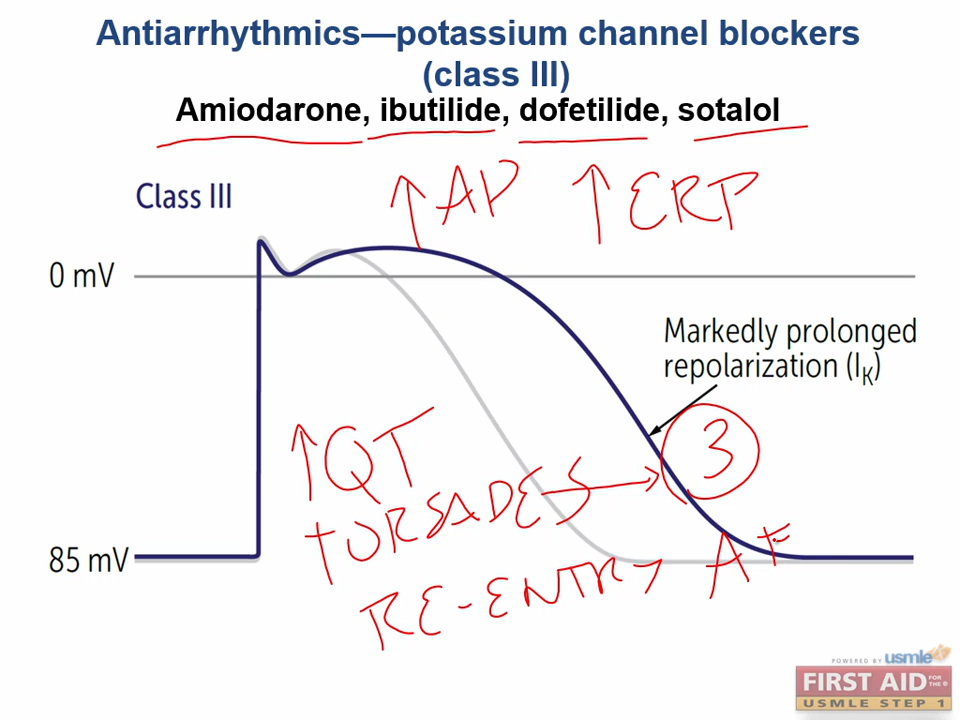 Antiarrhythmics—potassium channel blockers
(class III)
Amiodarone, ibutilide, dofetilide, sotalol
↑ AP ↑ ERP
Class III
0 mV
Markedly prolonged
repolarization (IK)
3
↑ QT
TORSADES →
85 mV
RE-ENTRY AF
POWERED BY usmle
FIRST AID FOR THE®
USMLE STEP 1